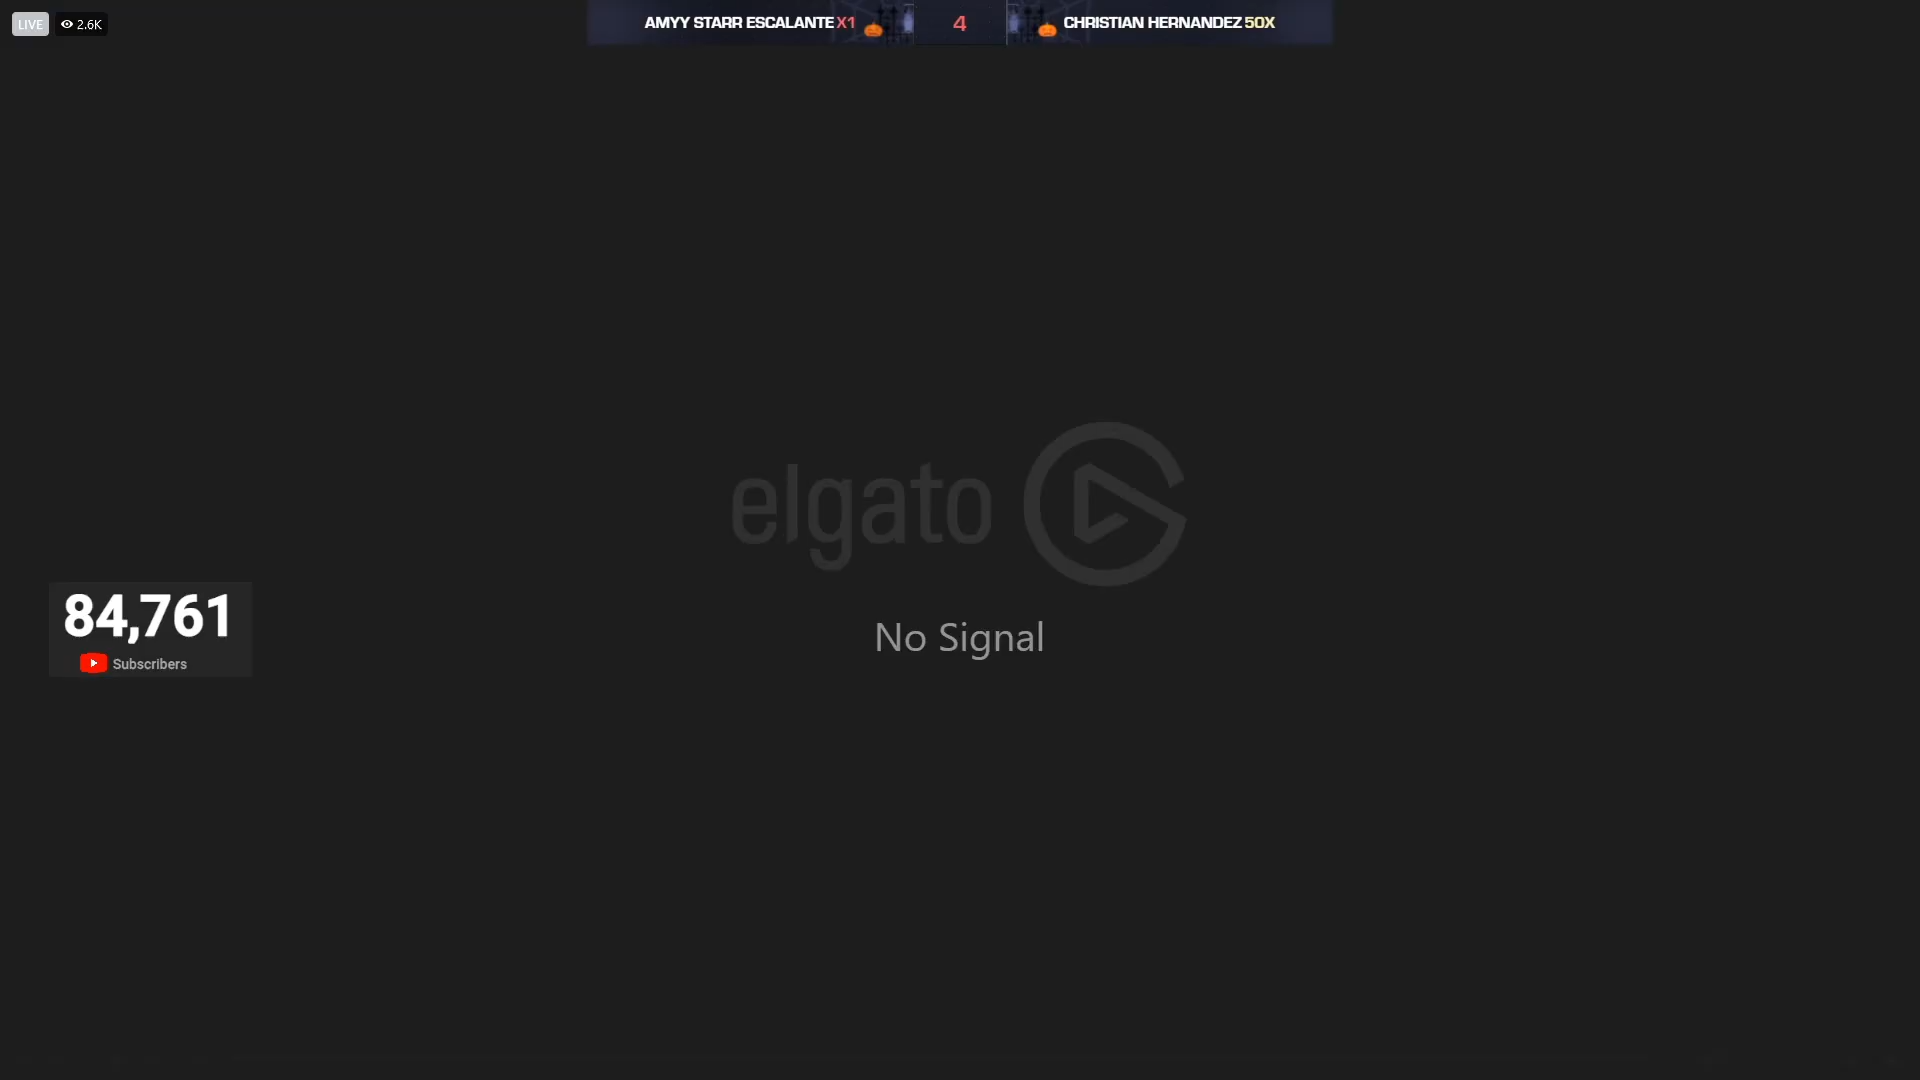 LIVE 2.6K
AMYY STARR ESCALANTE X1 4 CHRISTIAN HERNANDEZ 50X
elgato
No Signal
84,761
Subscribers